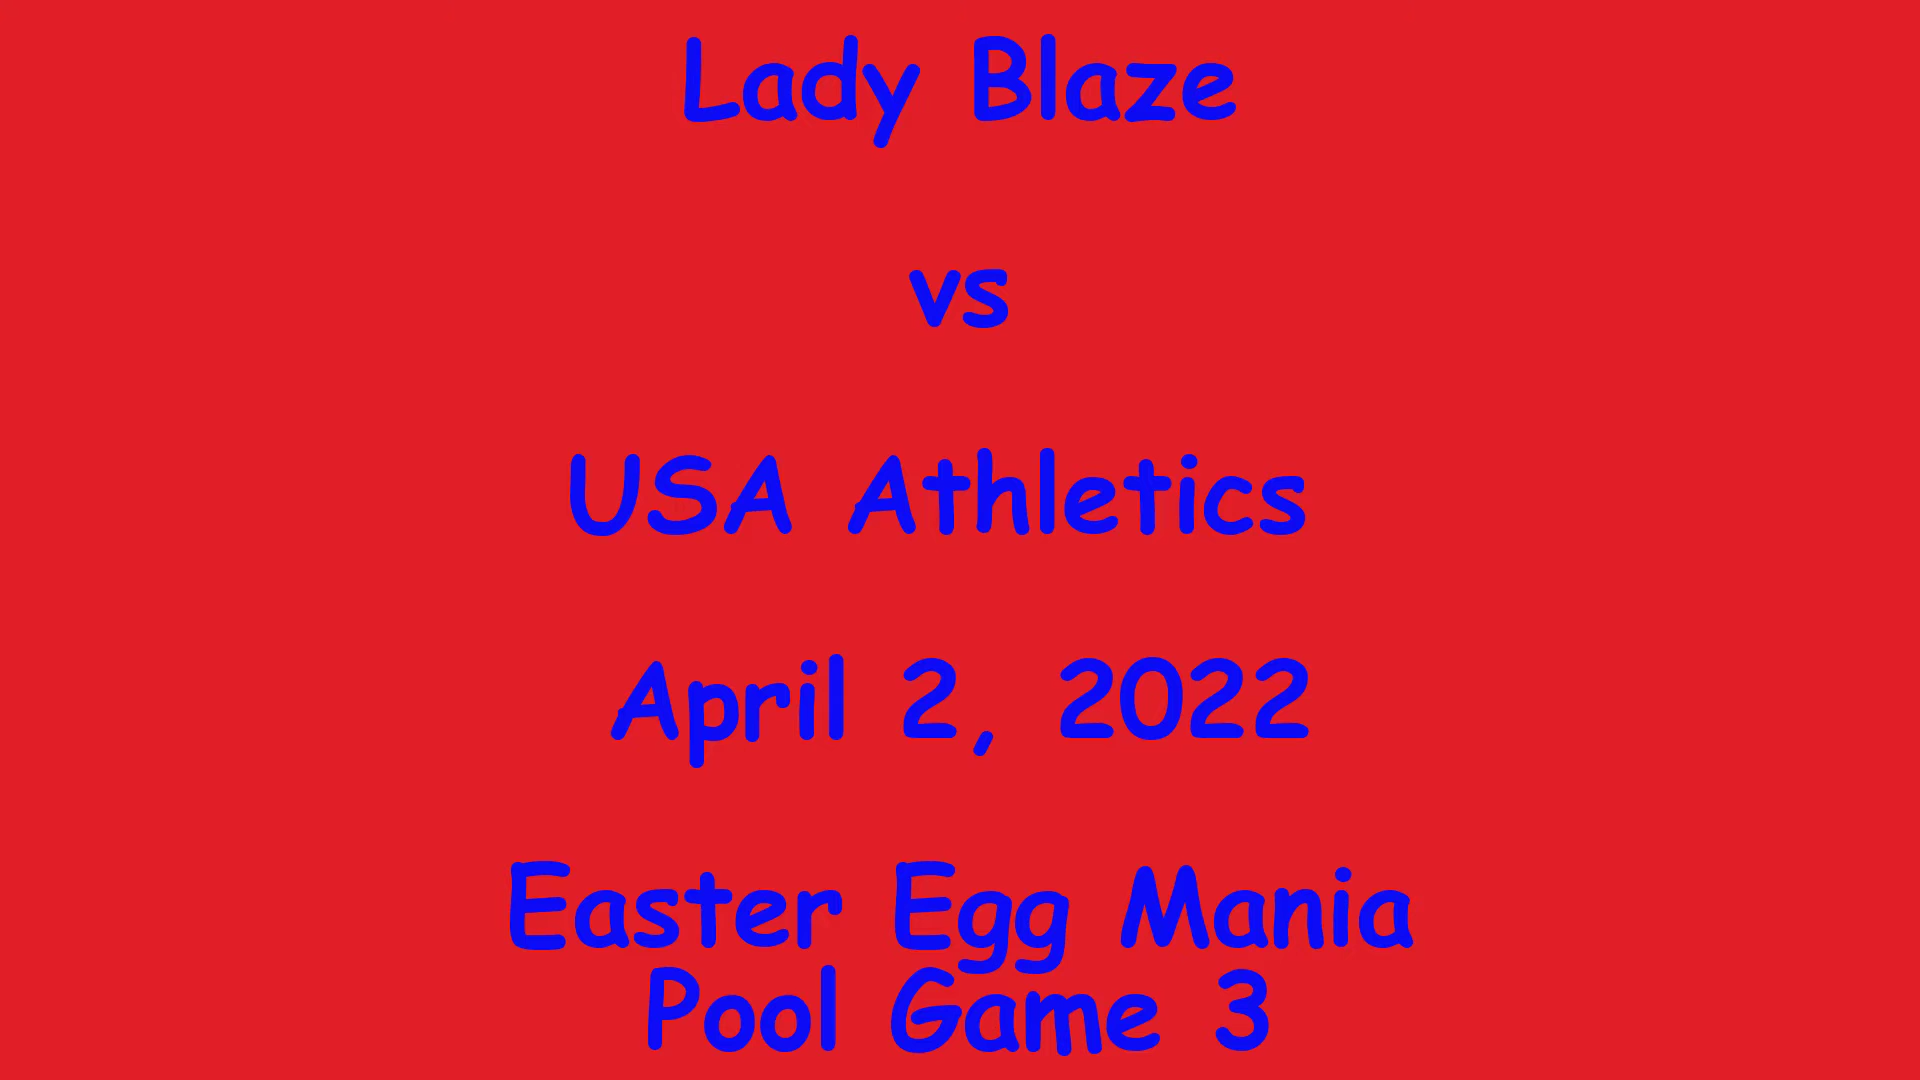 Lady Blaze
vs
USA Athletics
April 2, 2022
Easter Egg Mania
Pool Game 3